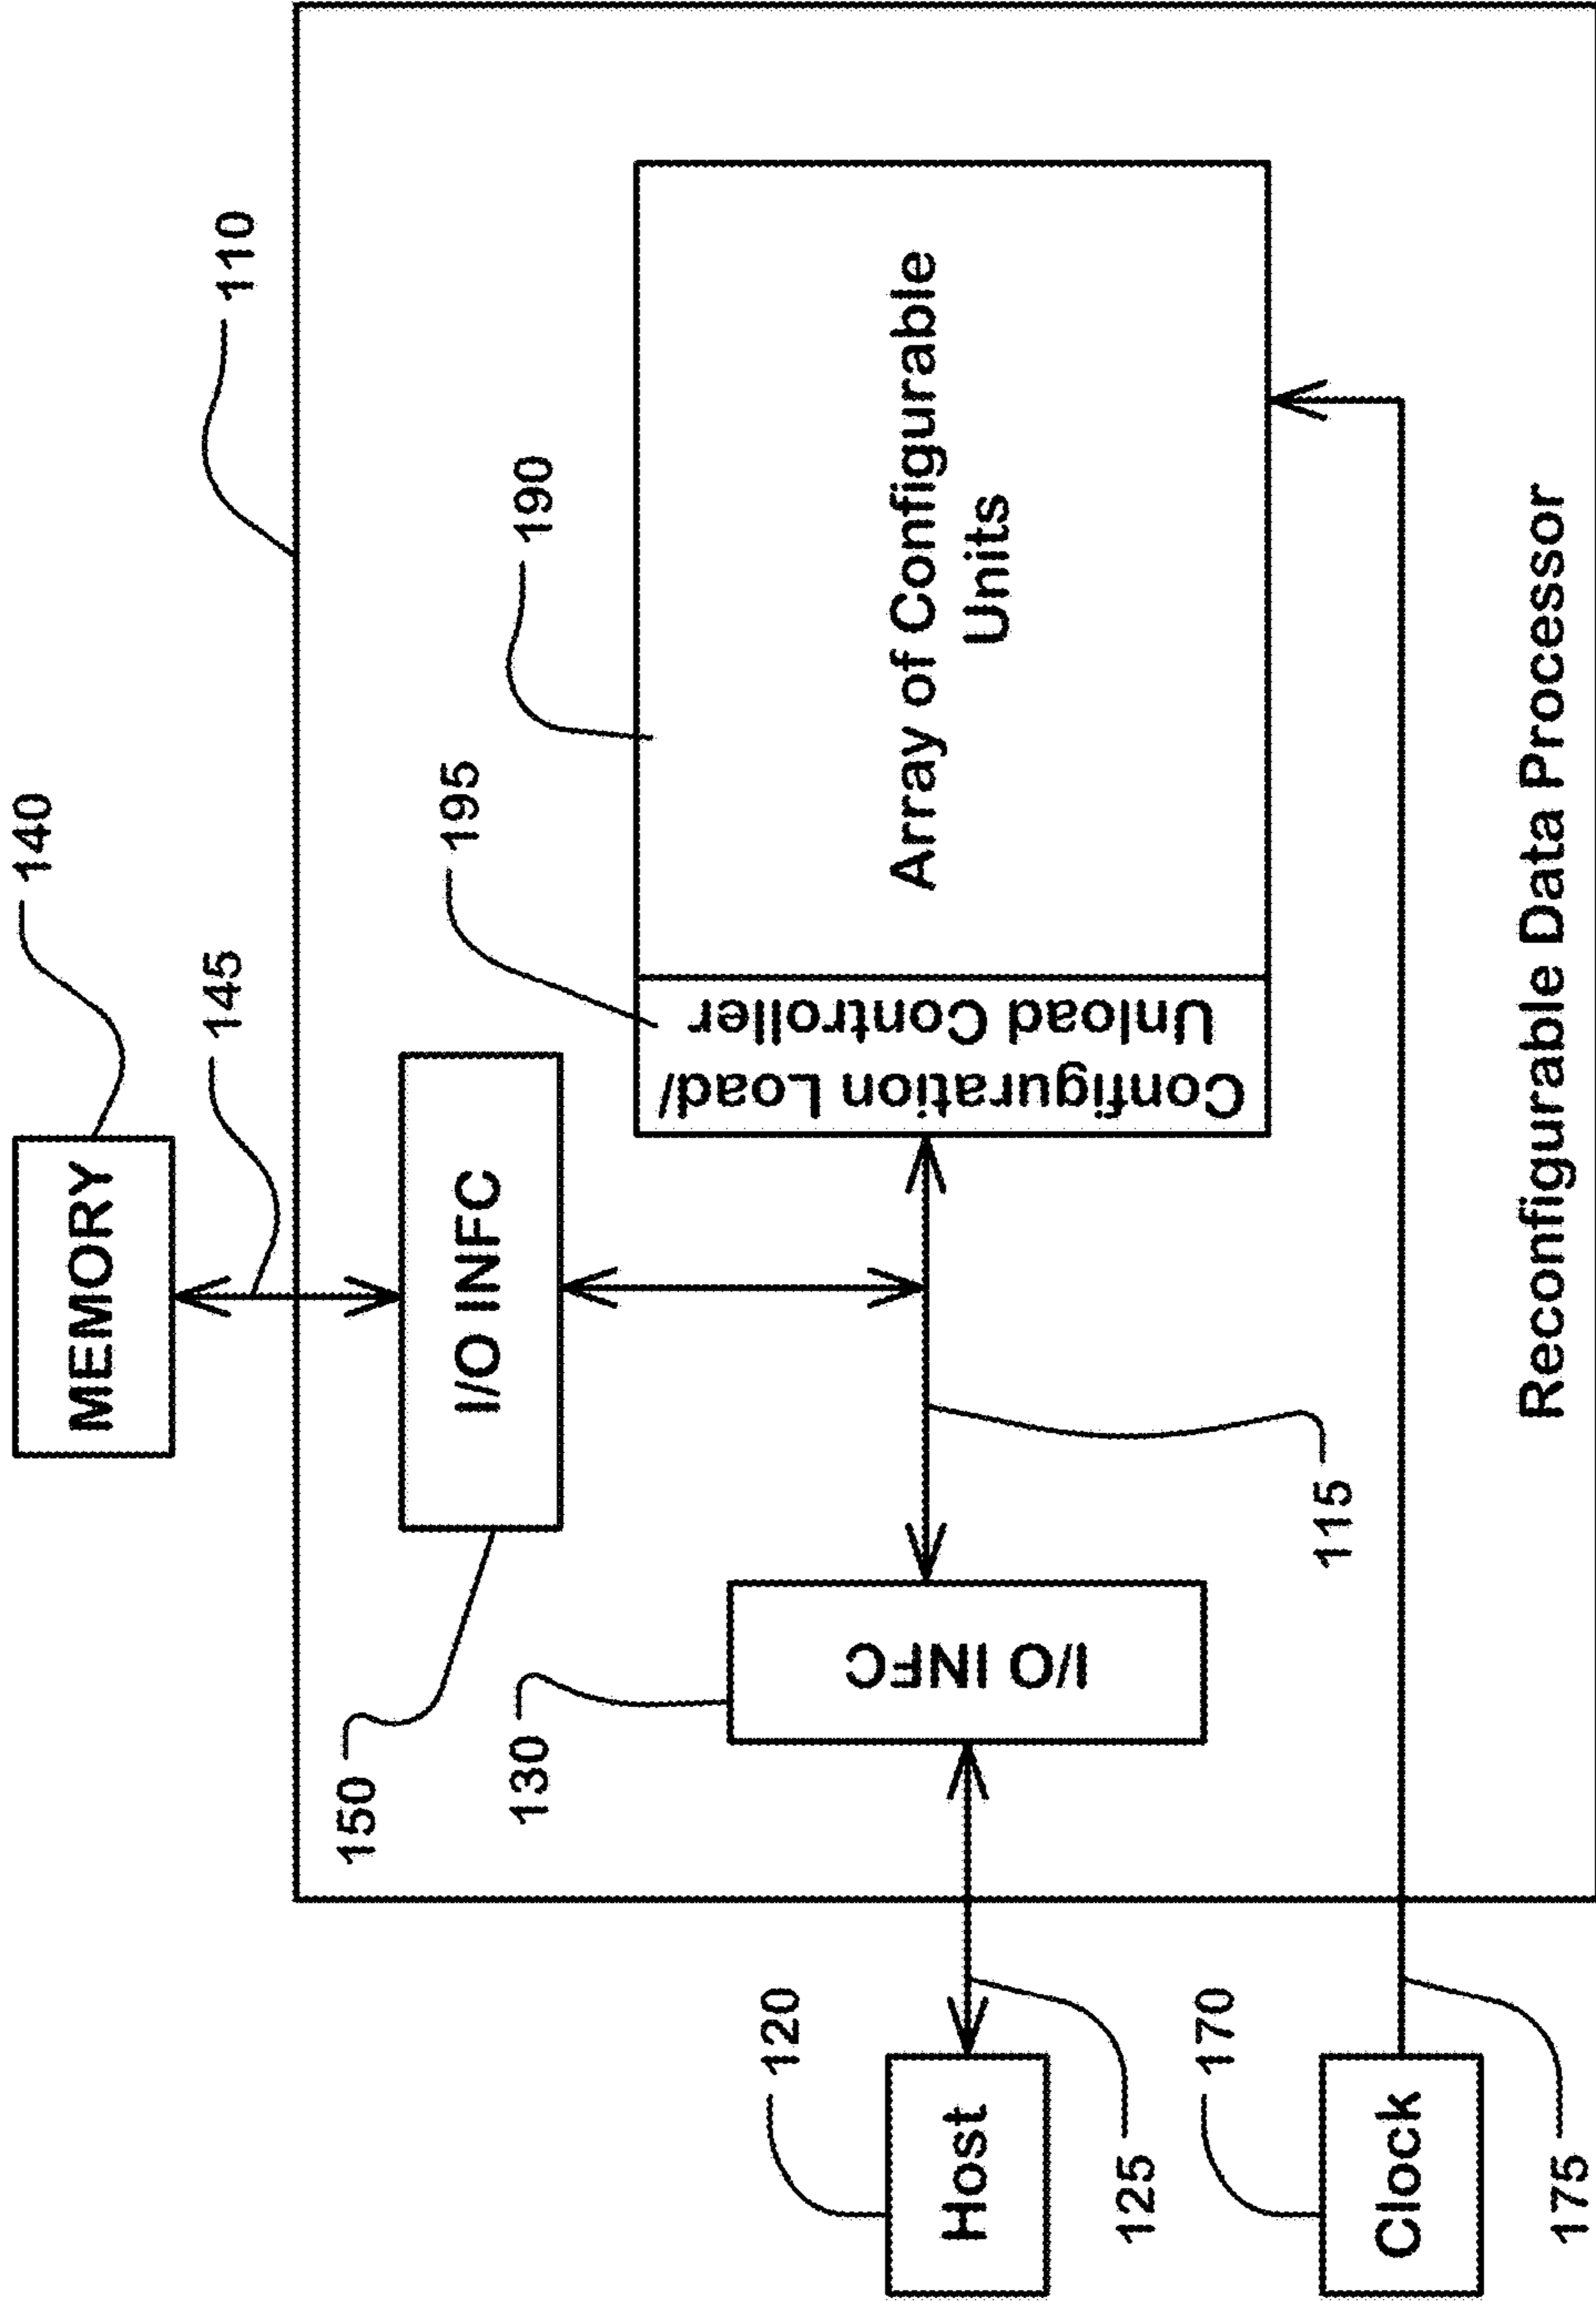 140
MEMORY
145
110
I/O INFC
150
195
190
Configuration Load/
Unload Controller
Array of Configurable
Units
130
I/O INFC
115
120
Host
125
170
Clock
175
Reconfigurable Data Processor